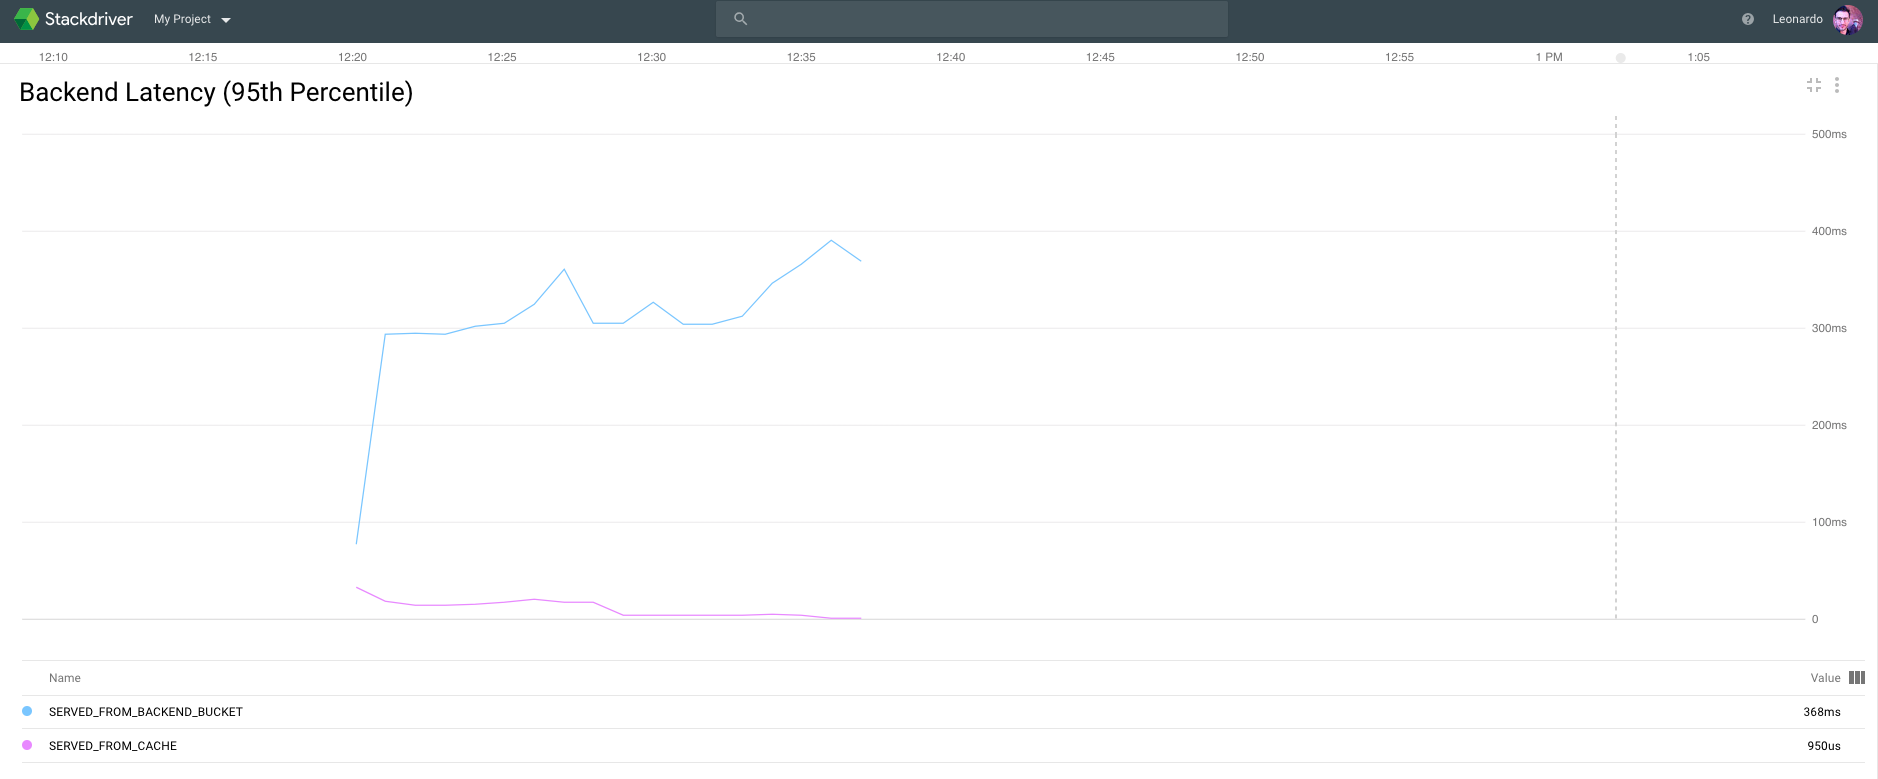 Stackdriver My Project Leonardo
12:10 12:15 12:20 12:25 12:30 12:35 12:40 12:45 12:50 12:55 1 PM 1:05
Backend Latency (95th Percentile)
500ms
400ms
300ms
200ms
100ms
0
Name Value
SERVED_FROM_BACKEND_BUCKET 368ms
SERVED_FROM_CACHE 950us